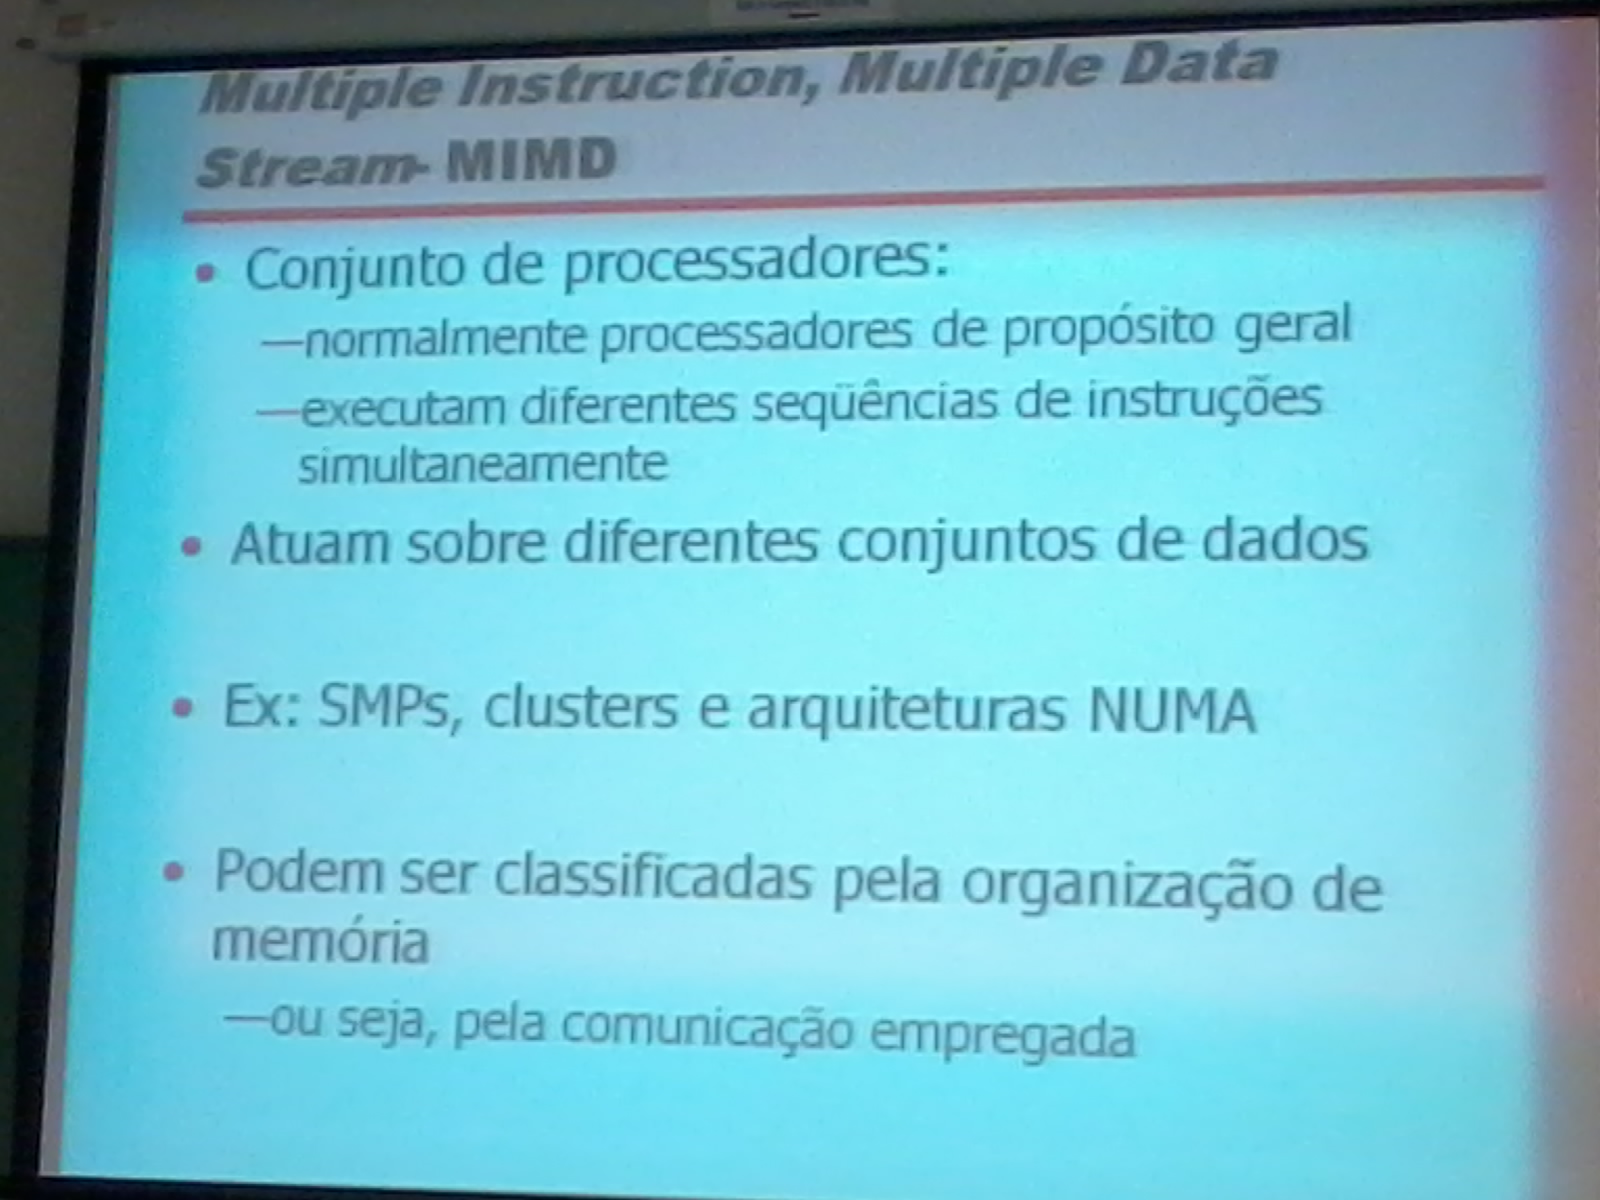 Multiple Instruction, Multiple Data
Stream- MIMD
• Conjunto de processadores:
—normalmente processadores de propósito geral
—executam diferentes seqüências de instruções
simultaneamente
• Atuam sobre diferentes conjuntos de dados
• Ex: SMPs, clusters e arquiteturas NUMA
• Podem ser classificadas pela organização de
memória
—ou seja, pela comunicação empregada